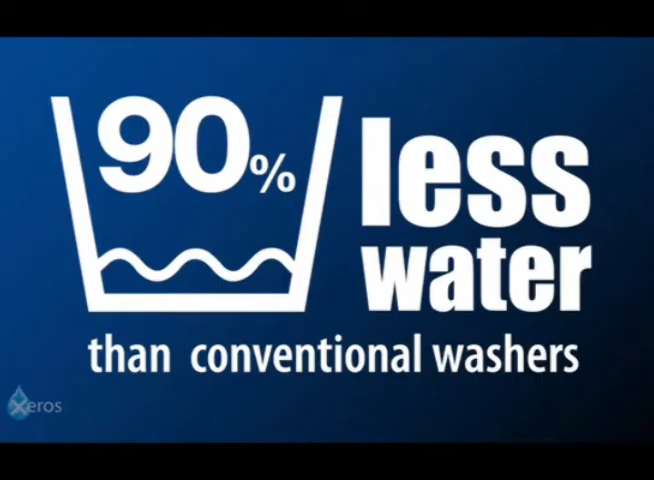 90%
less
water
than conventional washers
Xeros